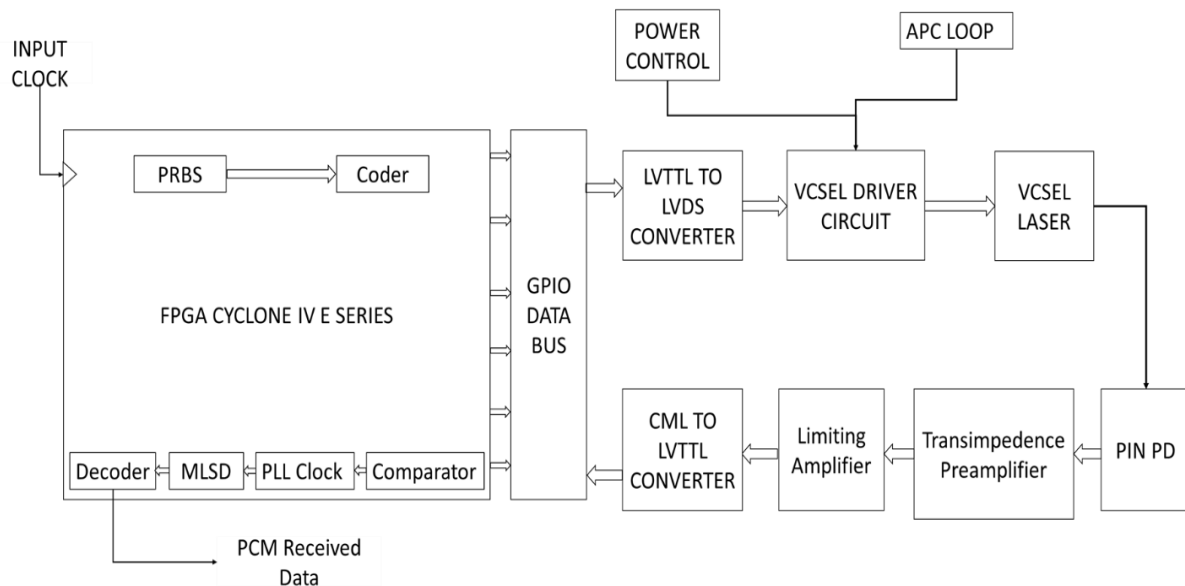 INPUT
CLOCK
POWER
CONTROL
APC LOOP
PRBS
Coder
LVTTL TO
LVDS
CONVERTER
VCSEL DRIVER
CIRCUIT
VCSEL
LASER
FPGA CYCLONE IV E SERIES
GPIO
DATA
BUS
Decoder
MLSD
PLL Clock
Comparator
CML TO
LVTTL
CONVERTER
Limiting
Amplifier
Transimpedence
Preamplifier
PIN PD
PCM Received
Data